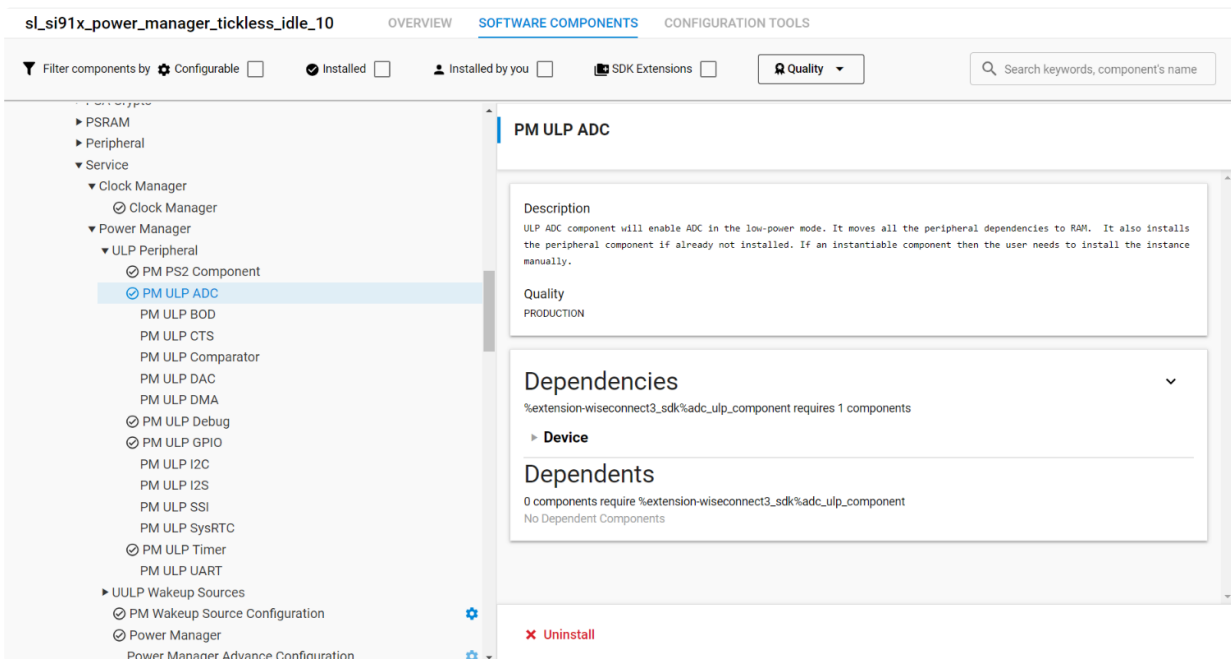 sl_si91x_power_manager_tickless_idle_10
OVERVIEW
SOFTWARE COMPONENTS
CONFIGURATION TOOLS
Filter components by
Configurable
Installed
Installed by you
SDK Extensions
Quality
Search keywords, component's name
PSRAM
Peripheral
Service
Clock Manager
Clock Manager
Power Manager
ULP Peripheral
PM PS2 Component
PM ULP ADC
PM ULP BOD
PM ULP CTS
PM ULP Comparator
PM ULP DAC
PM ULP DMA
PM ULP Debug
PM ULP GPIO
PM ULP I2C
PM ULP I2S
PM ULP SSI
PM ULP SysRTC
PM ULP Timer
PM ULP UART
UULP Wakeup Sources
PM Wakeup Source Configuration
Power Manager
Power Manager Advance Configuration
PM ULP ADC
Description
ULP ADC component will enable ADC in the low-power mode. It moves all the peripheral dependencies to RAM. It also installs
the peripheral component if already not installed. If an instantiable component then the user needs to install the instance
manually.
Quality
PRODUCTION
Dependencies
%extension-wiseconnect3_sdk%adc_ulp_component requires 1 components
Device
Dependents
0 components require %extension-wiseconnect3_sdk%adc_ulp_component
No Dependent Components
Uninstall